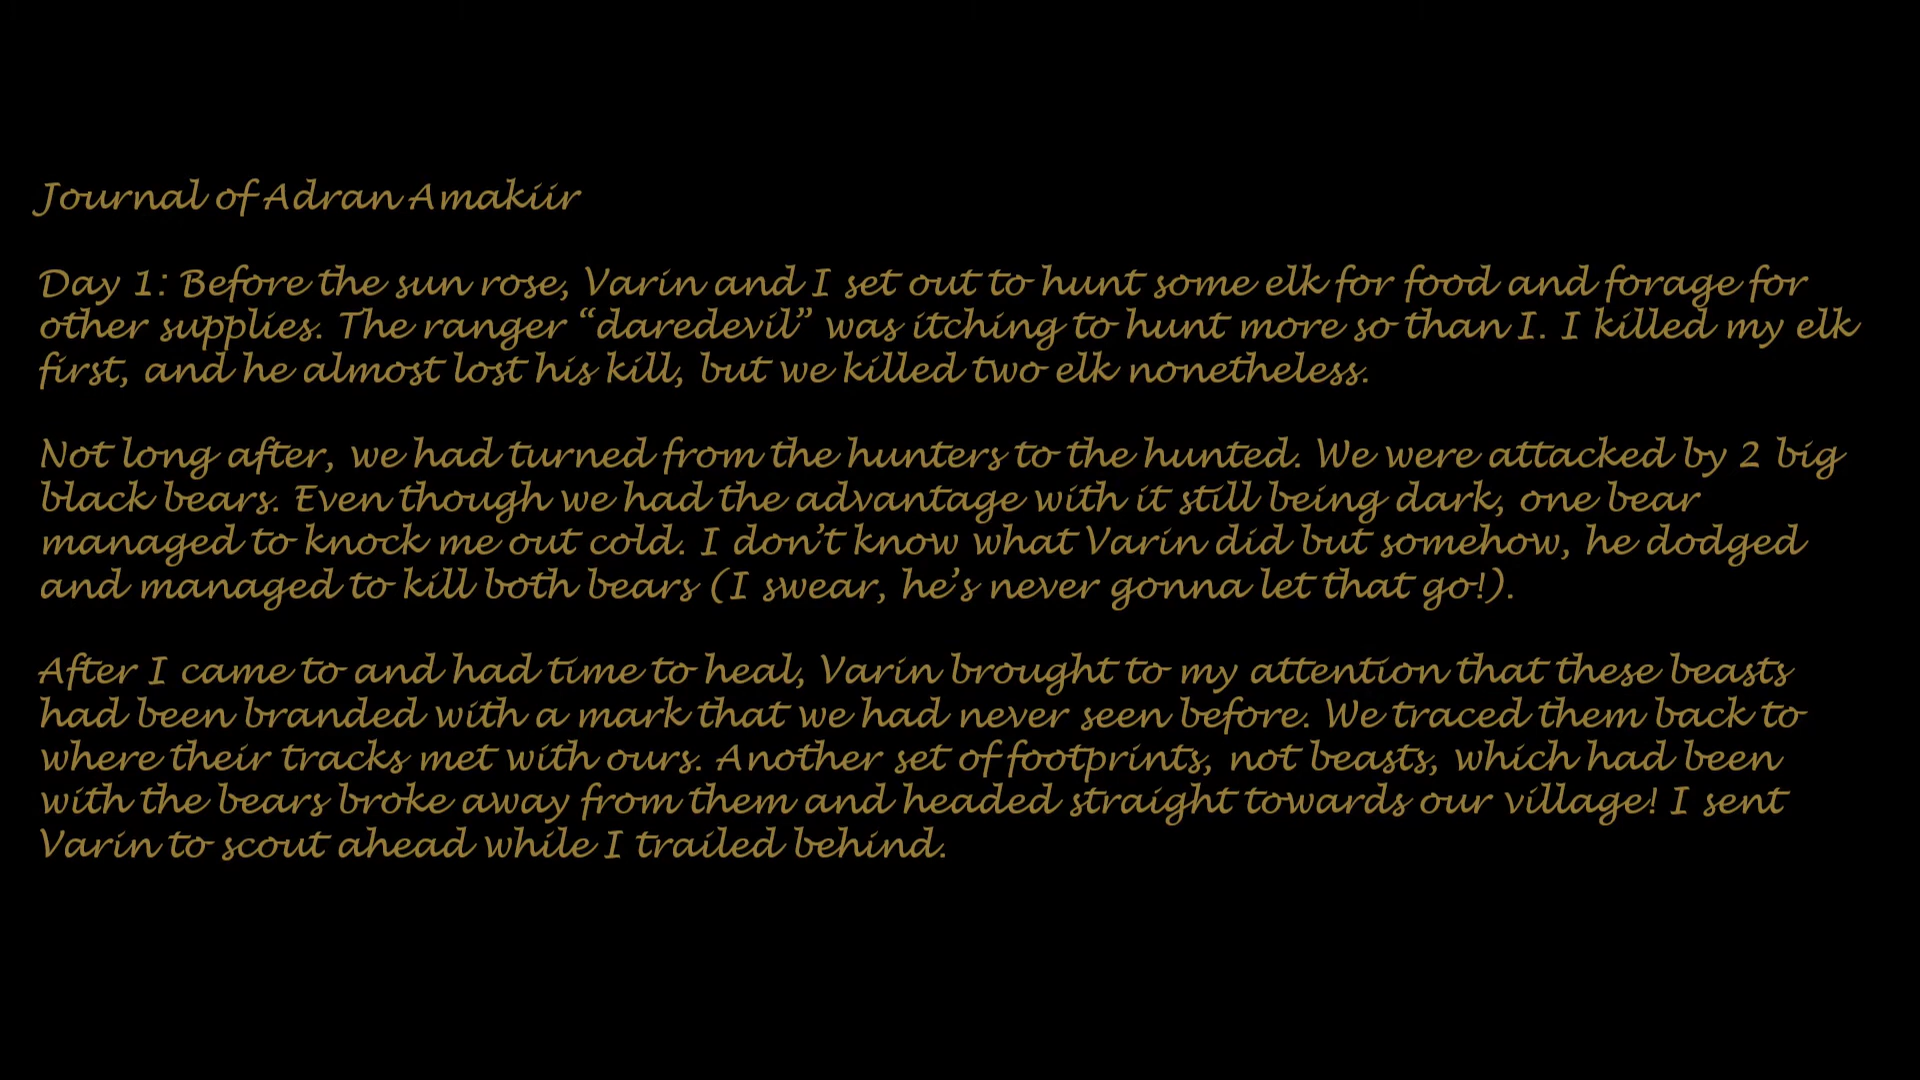 Journal of Adran Amakiir
Day 1: Before the sun rose, Varin and I set out to hunt some elk for food and forage for
other supplies. The ranger “daredevil” was itching to hunt more so than I. I killed my elk
first, and he almost lost his kill, but we killed two elk nonetheless.
Not long after, we had turned from the hunters to the hunted. We were attacked by 2 big
black bears. Even though we had the advantage with it still being dark, one bear
managed to knock me out cold. I don’t know what Varin did but somehow, he dodged
and managed to kill both bears (I swear, he’s never gonna let that go!).
After I came to and had time to heal, Varin brought to my attention that these beasts
had been branded with a mark that we had never seen before. We traced them back to
where their tracks met with ours. Another set of footprints, not beasts, which had been
with the bears broke away from them and headed straight towards our village! I sent
Varin to scout ahead while I trailed behind.